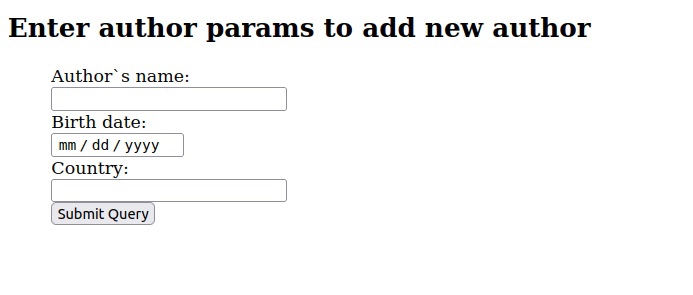 Enter author params to add new author
Author`s name:
Birth date:
mm / dd / yyyy
Country:
Submit Query